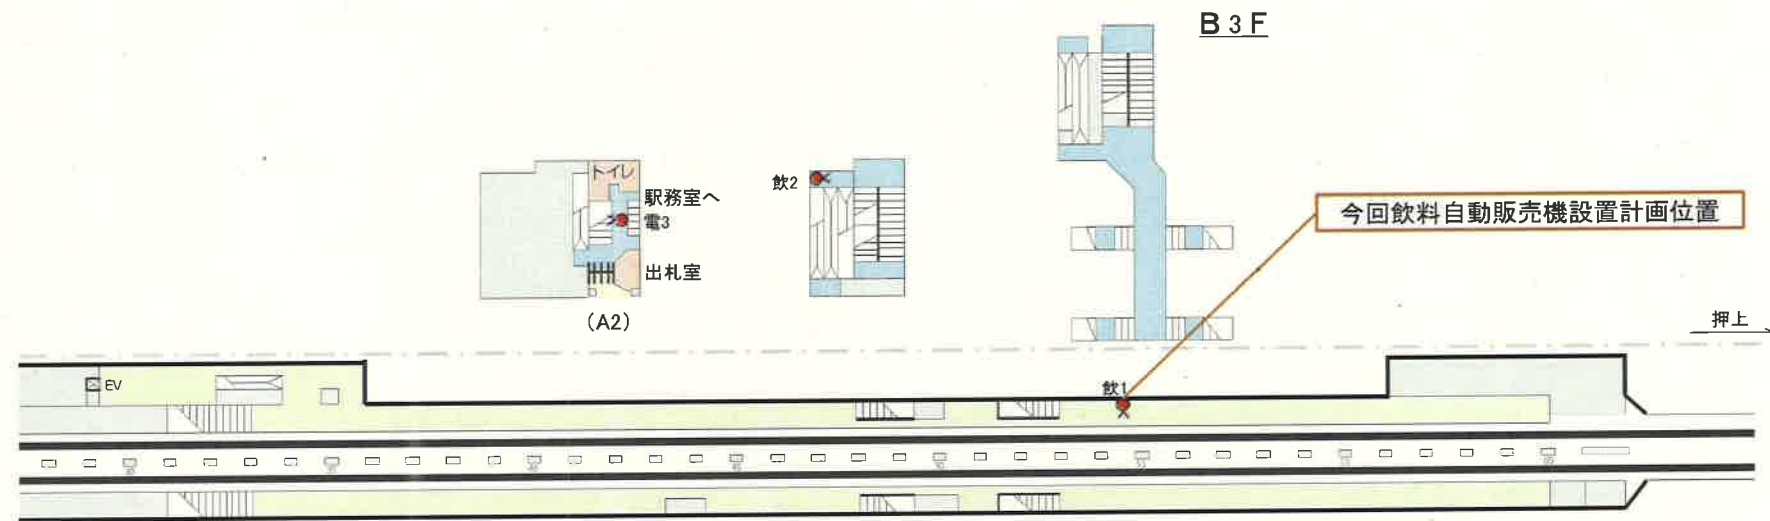 B3F
トイレ
駅務室へ
電3
出札室
(A2)
飲2
今回飲料自動販売機設置計画位置
押上
EV
飲1